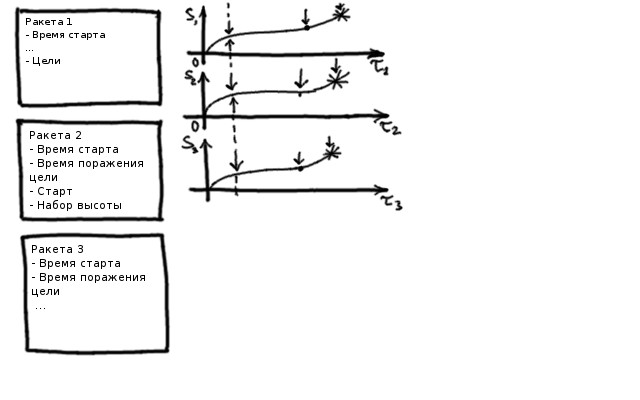 Ракета 1
- Время старта
...
- Цели
Ракета 2
- Время старта
- Время поражения
цели
- Старт
- Набор высоты
Ракета 3
- Время старта
- Время поражения
цели
...
S₁
0
τ₁
S₂
0
τ₂
S₃
τ₃